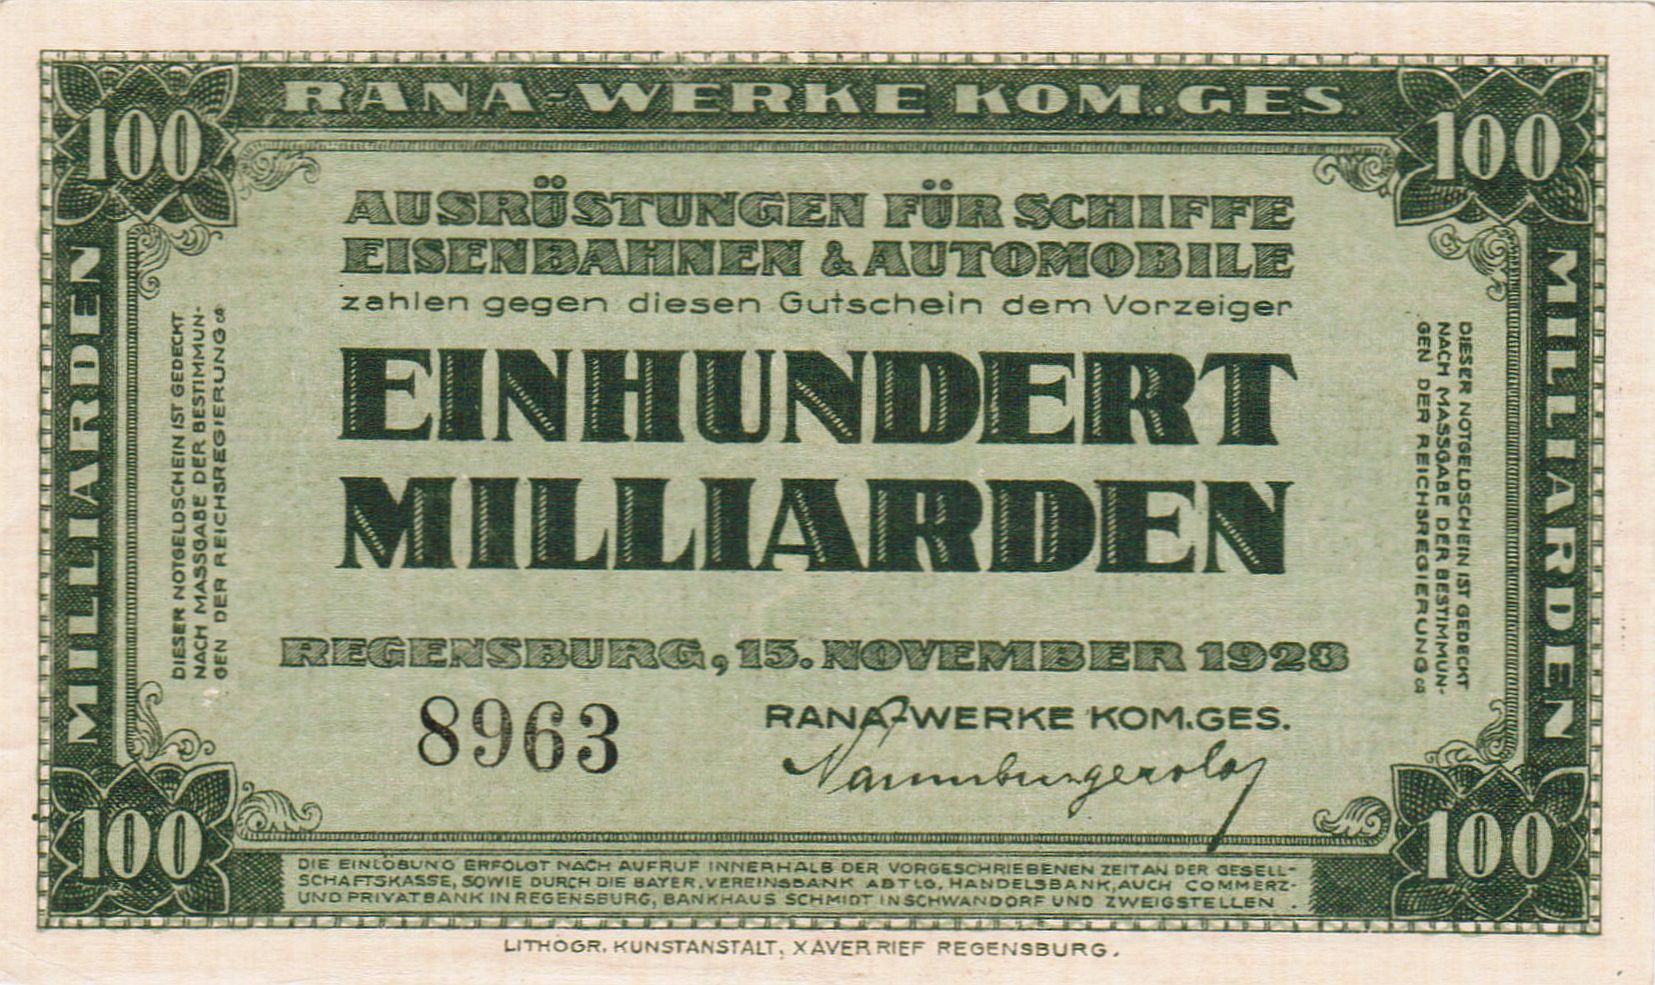 RANA-WERKE KOM.GES.
100
100
AUSRÜSTUNGEN FÜR SCHIFFE
EISENBAHNEN & AUTOMOBILE
zahlen gegen diesen Gutschein dem Vorzeiger
EINHUNDERT
MILLIARDEN
MILLIARDEN
DIESER NOTGELDSCHEIN IST GEDECKT
NACH MASSGABE DER BESTIMMUN-
GEN DER REICHSREGIERUNG
MILLIARDEN
DIESER NOTGELDSCHEIN IST GEDECKT
NACH MASSGABE DER BESTIMMUN-
GEN DER REICHSREGIERUNG
REGENSBURG, 15. NOVEMBER 1923
8963
RANA-WERKE KOM.GES.
100
100
DIE EINLÖSUNG ERFOLGT NACH AUFRUF INNERHALB DER VORGESCHRIEBENEN ZEIT AN DER GESELL-
SCHAFTSKASSE, SOWIE DURCH DIE BAYER. VEREINSBANK ABTLG. HANDELSBANK, AUCH COMMERZ-
UND PRIVATBANK IN REGENSBURG, BANKHAUS SCHMIDT IN SCHWANDORF UND ZWEIGSTELLEN .
LITHOGR. KUNSTANSTALT, XAVER RIEF REGENSBURG.